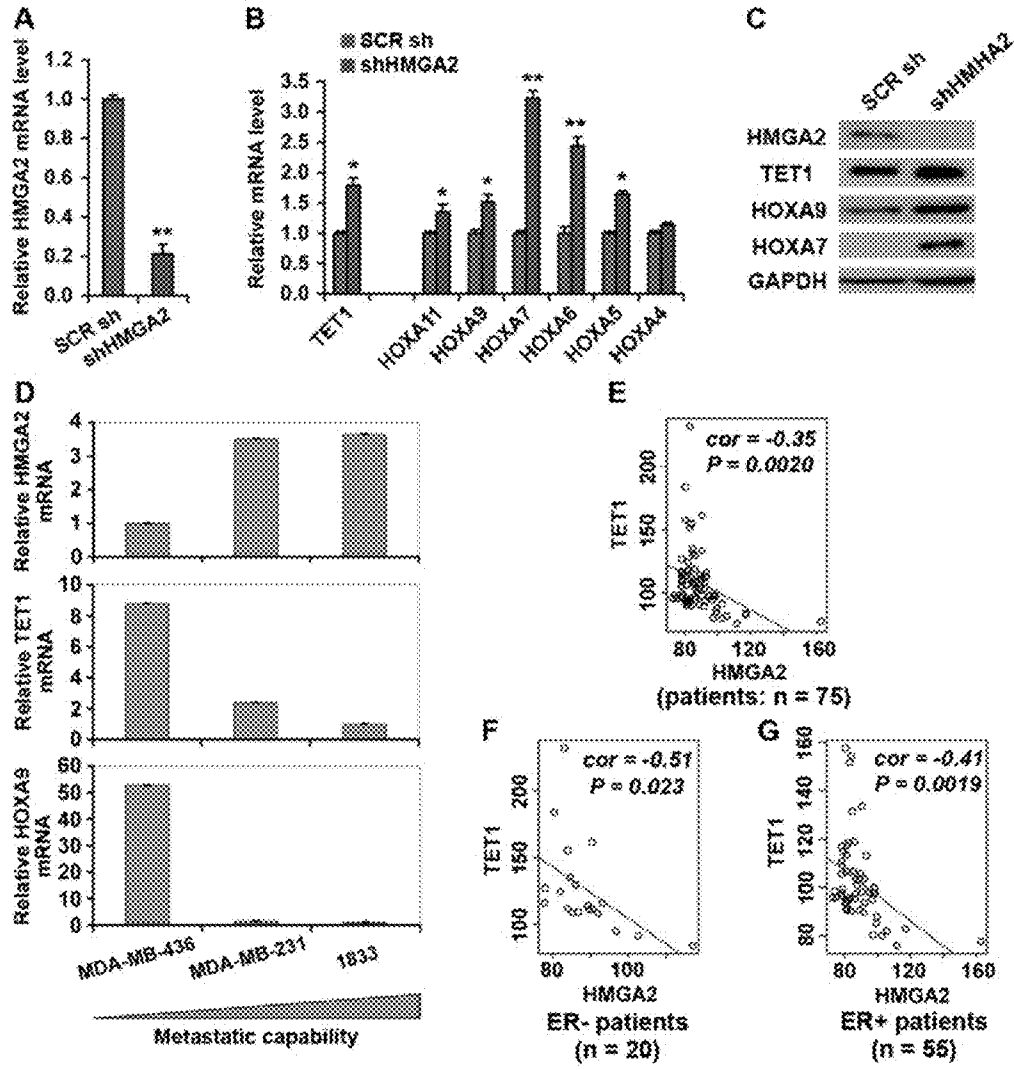 A
Relative HMGA2 mRNA level
1.2
1.0
0.8
0.6
0.4
0.2
0.0
**
SCR sh
shHMGA2
B
SCR sh
shHMGA2
Relative mRNA level
3.5
3.0
2.5
2.0
1.5
1.0
0.5
0.0
*
*
*
**
**
*
TET1
HOXA11
HOXA9
HOXA7
HOXA6
HOXA5
HOXA4
C
SCR sh
shHMHA2
HMGA2
TET1
HOXA9
HOXA7
GAPDH
D
Relative HMGA2
mRNA
4
3
2
1
0
Relative TET1
mRNA
10
8
6
4
2
0
Relative HOXA9
mRNA
60
50
40
30
20
10
0
MDA-MB-436
MDA-MB-231
1833
Metastatic capability
E
cor = -0.35
P = 0.0020
TET1
200
150
100
80
120
160
HMGA2
(patients: n = 75)
F
cor = -0.51
P = 0.023
TET1
200
150
100
80
100
HMGA2
ER- patients
(n = 20)
G
cor = -0.41
P = 0.0019
TET1
160
140
120
100
80
80
120
160
HMGA2
ER+ patients
(n = 55)